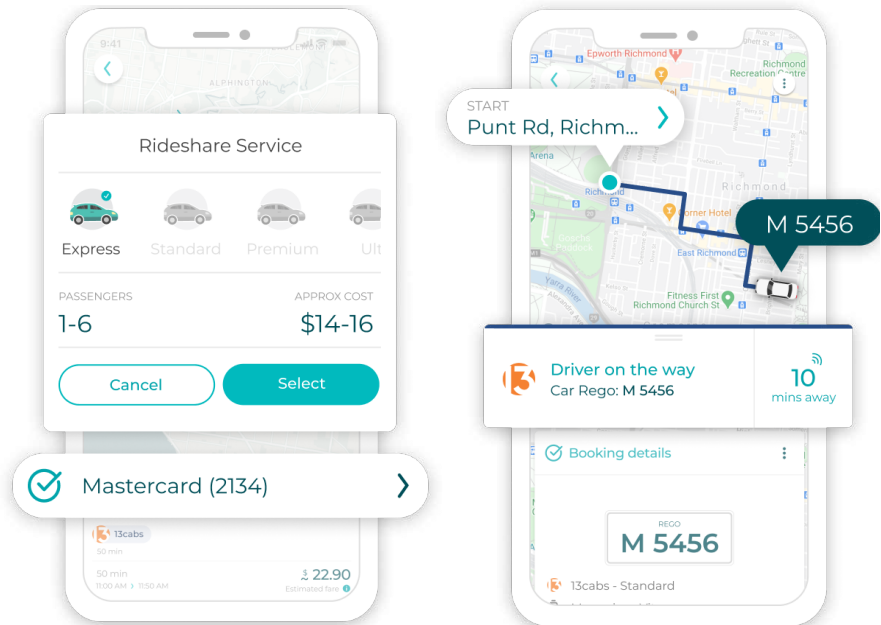 9:41
ALPHINGTON
Rideshare Service
Express
Standard
Premium
Ult
PASSENGERS
APPROX COST
1-6
$14-16
Cancel
Select
Mastercard (2134)
13cabs
50 min
50 min
$ 22.90
11:00 AM > 11:50 AM
Estimated fare
Epworth Richmond
Richmond
Recreation Centre
START
Punt Rd, Richm...
Arena
Richmond
Richmond
Corner Hotel
M 5456
Goschs
Paddock
East Richmond
Yarra River
Fitness First
Richmond Church St
13
Driver on the way
Car Rego: M 5456
10
mins away
Booking details
REGO
M 5456
13cabs - Standard